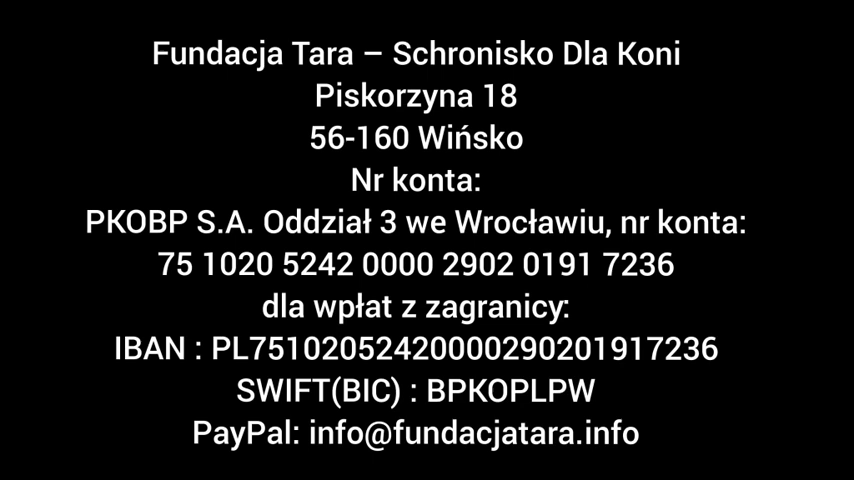 Fundacja Tara – Schronisko Dla Koni
Piskorzyna 18
56-160 Wińsko
Nr konta:
PKOBP S.A. Oddział 3 we Wrocławiu, nr konta:
75 1020 5242 0000 2902 0191 7236
dla wpłat z zagranicy:
IBAN : PL75102052420000290201917236
SWIFT(BIC) : BPKOPLPW
PayPal: info@fundacjatara.info